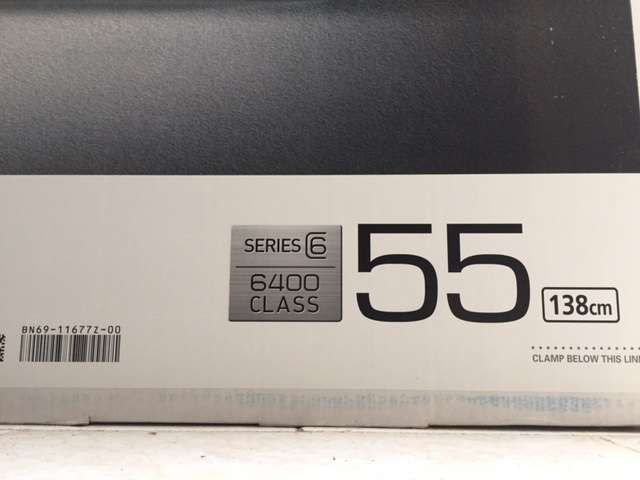 SERIES 6
6400
CLASS
55
138cm
BN69-11677Z-00
CLAMP BELOW THIS LINE